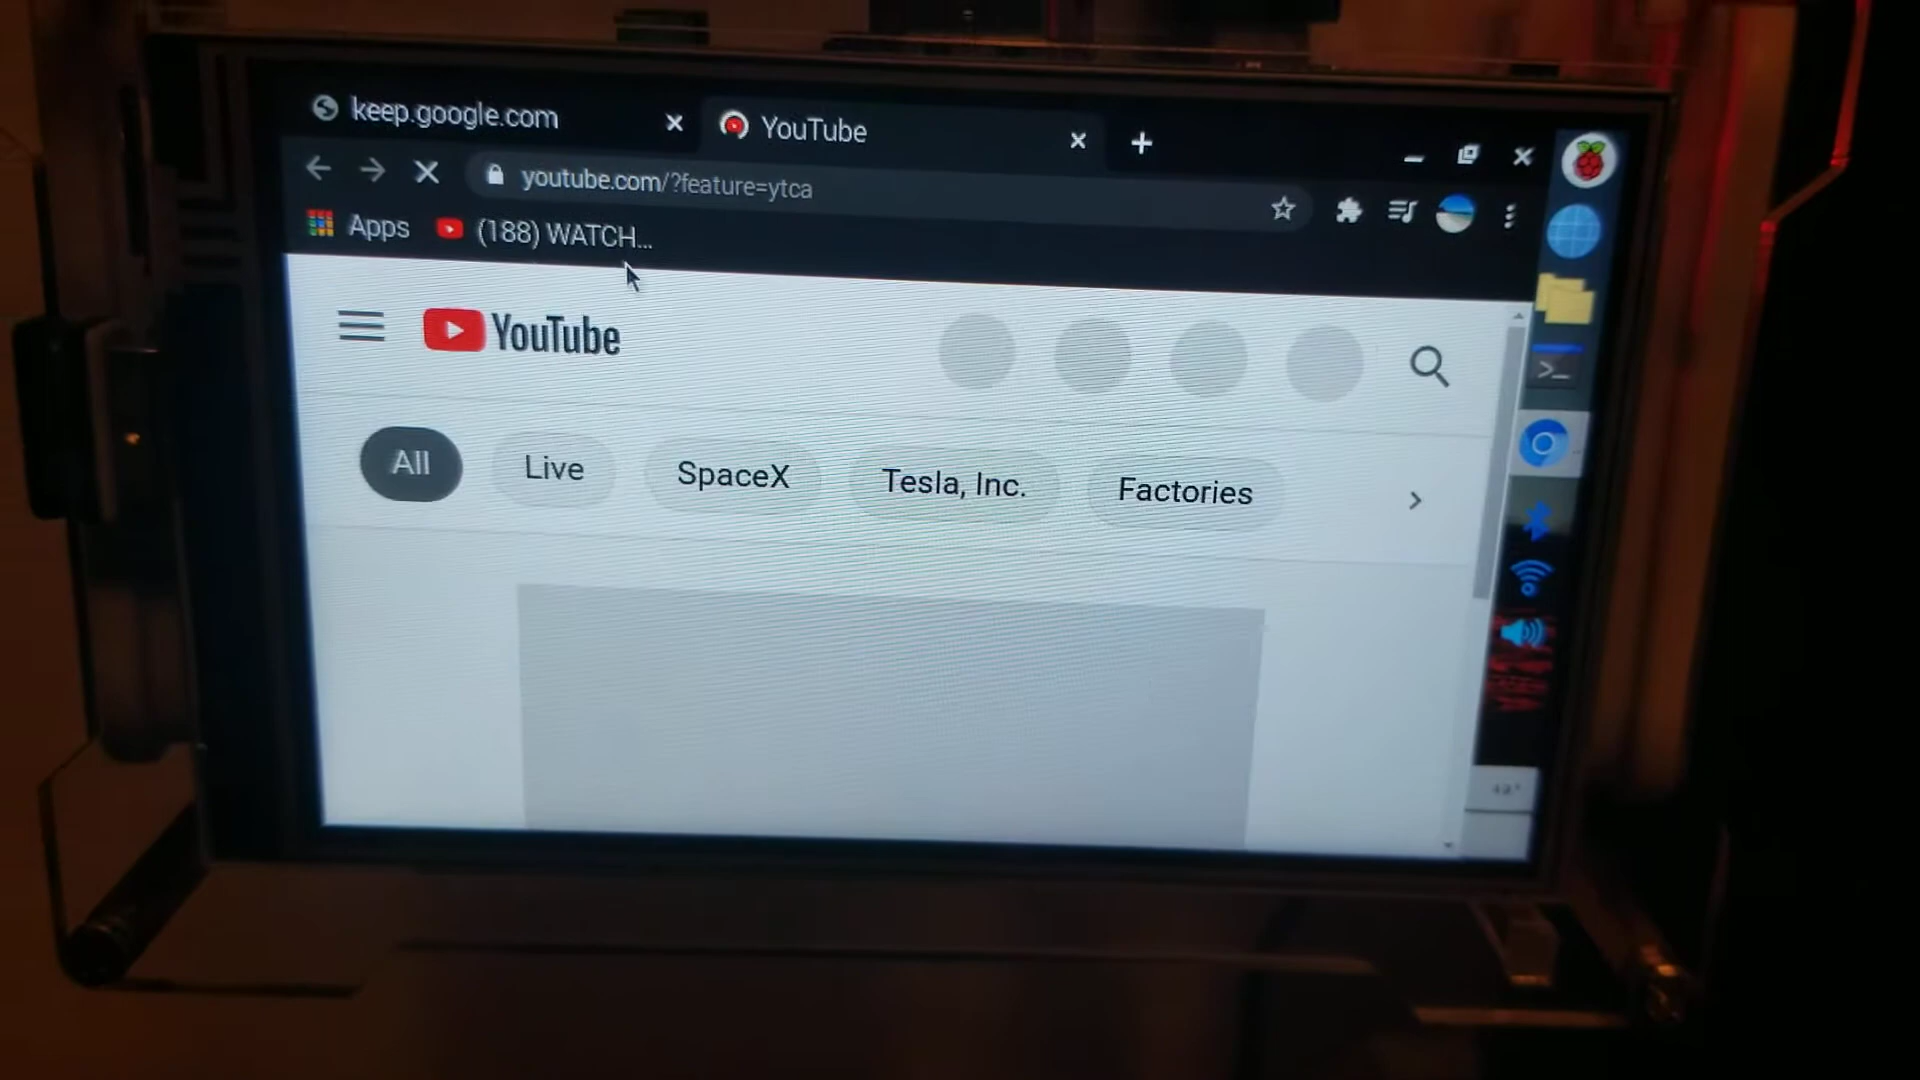 keep.google.com
YouTube
youtube.com/?feature=ytca
Apps
(188) WATCH...
YouTube
All
Live
SpaceX
Tesla, Inc.
Factories